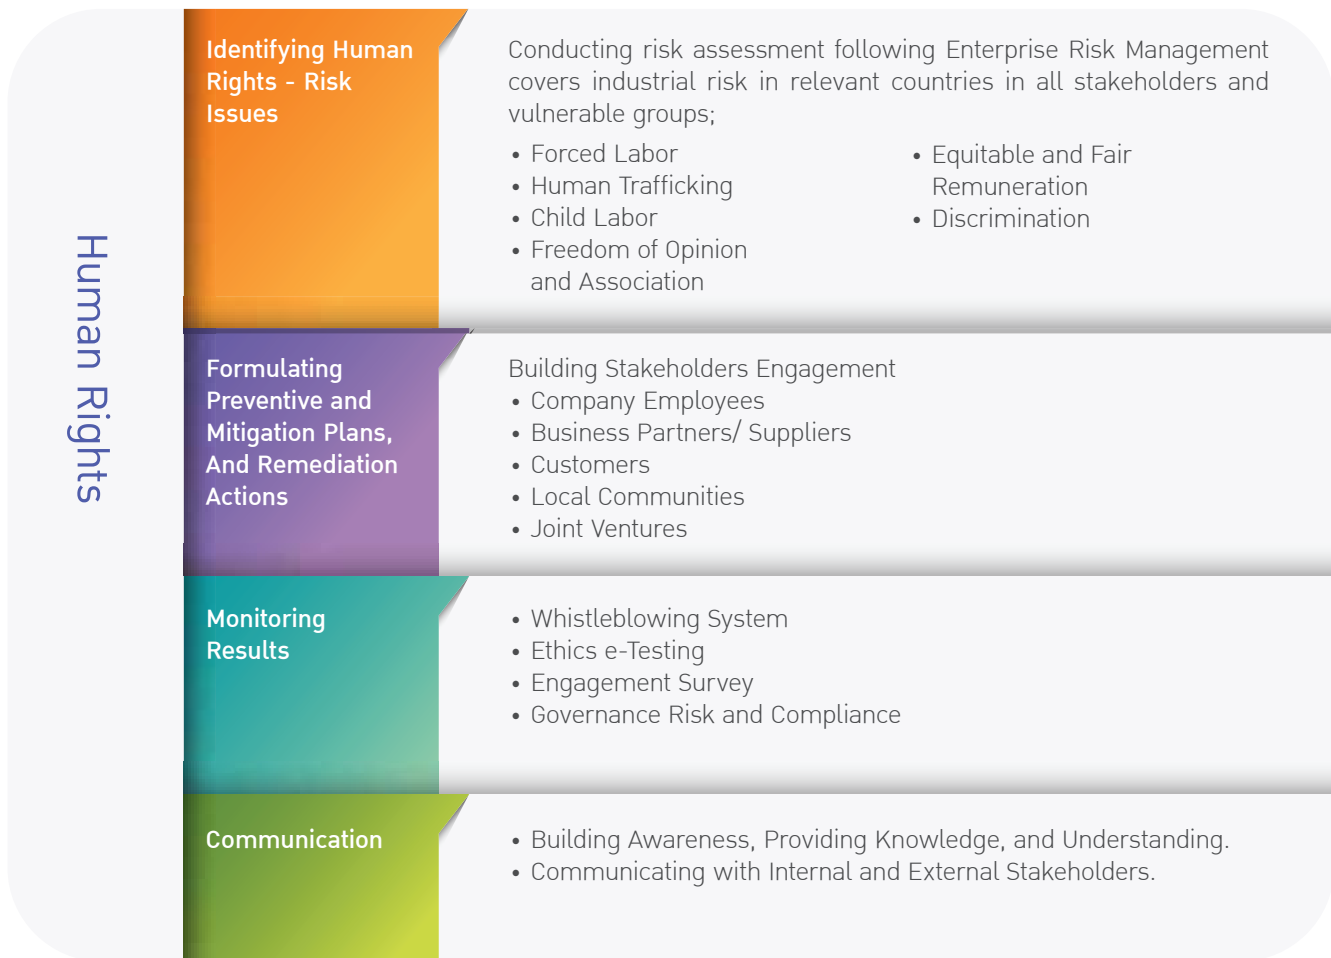 Human Rights
Identifying Human
Rights - Risk
Issues
Conducting risk assessment following Enterprise Risk Management
covers industrial risk in relevant countries in all stakeholders and
vulnerable groups;
• Forced Labor
• Human Trafficking
• Child Labor
• Freedom of Opinion
and Association
• Equitable and Fair
Remuneration
• Discrimination
Formulating
Preventive and
Mitigation Plans,
And Remediation
Actions
Building Stakeholders Engagement
• Company Employees
• Business Partners/ Suppliers
• Customers
• Local Communities
• Joint Ventures
Monitoring
Results
• Whistleblowing System
• Ethics e-Testing
• Engagement Survey
• Governance Risk and Compliance
Communication
• Building Awareness, Providing Knowledge, and Understanding.
• Communicating with Internal and External Stakeholders.